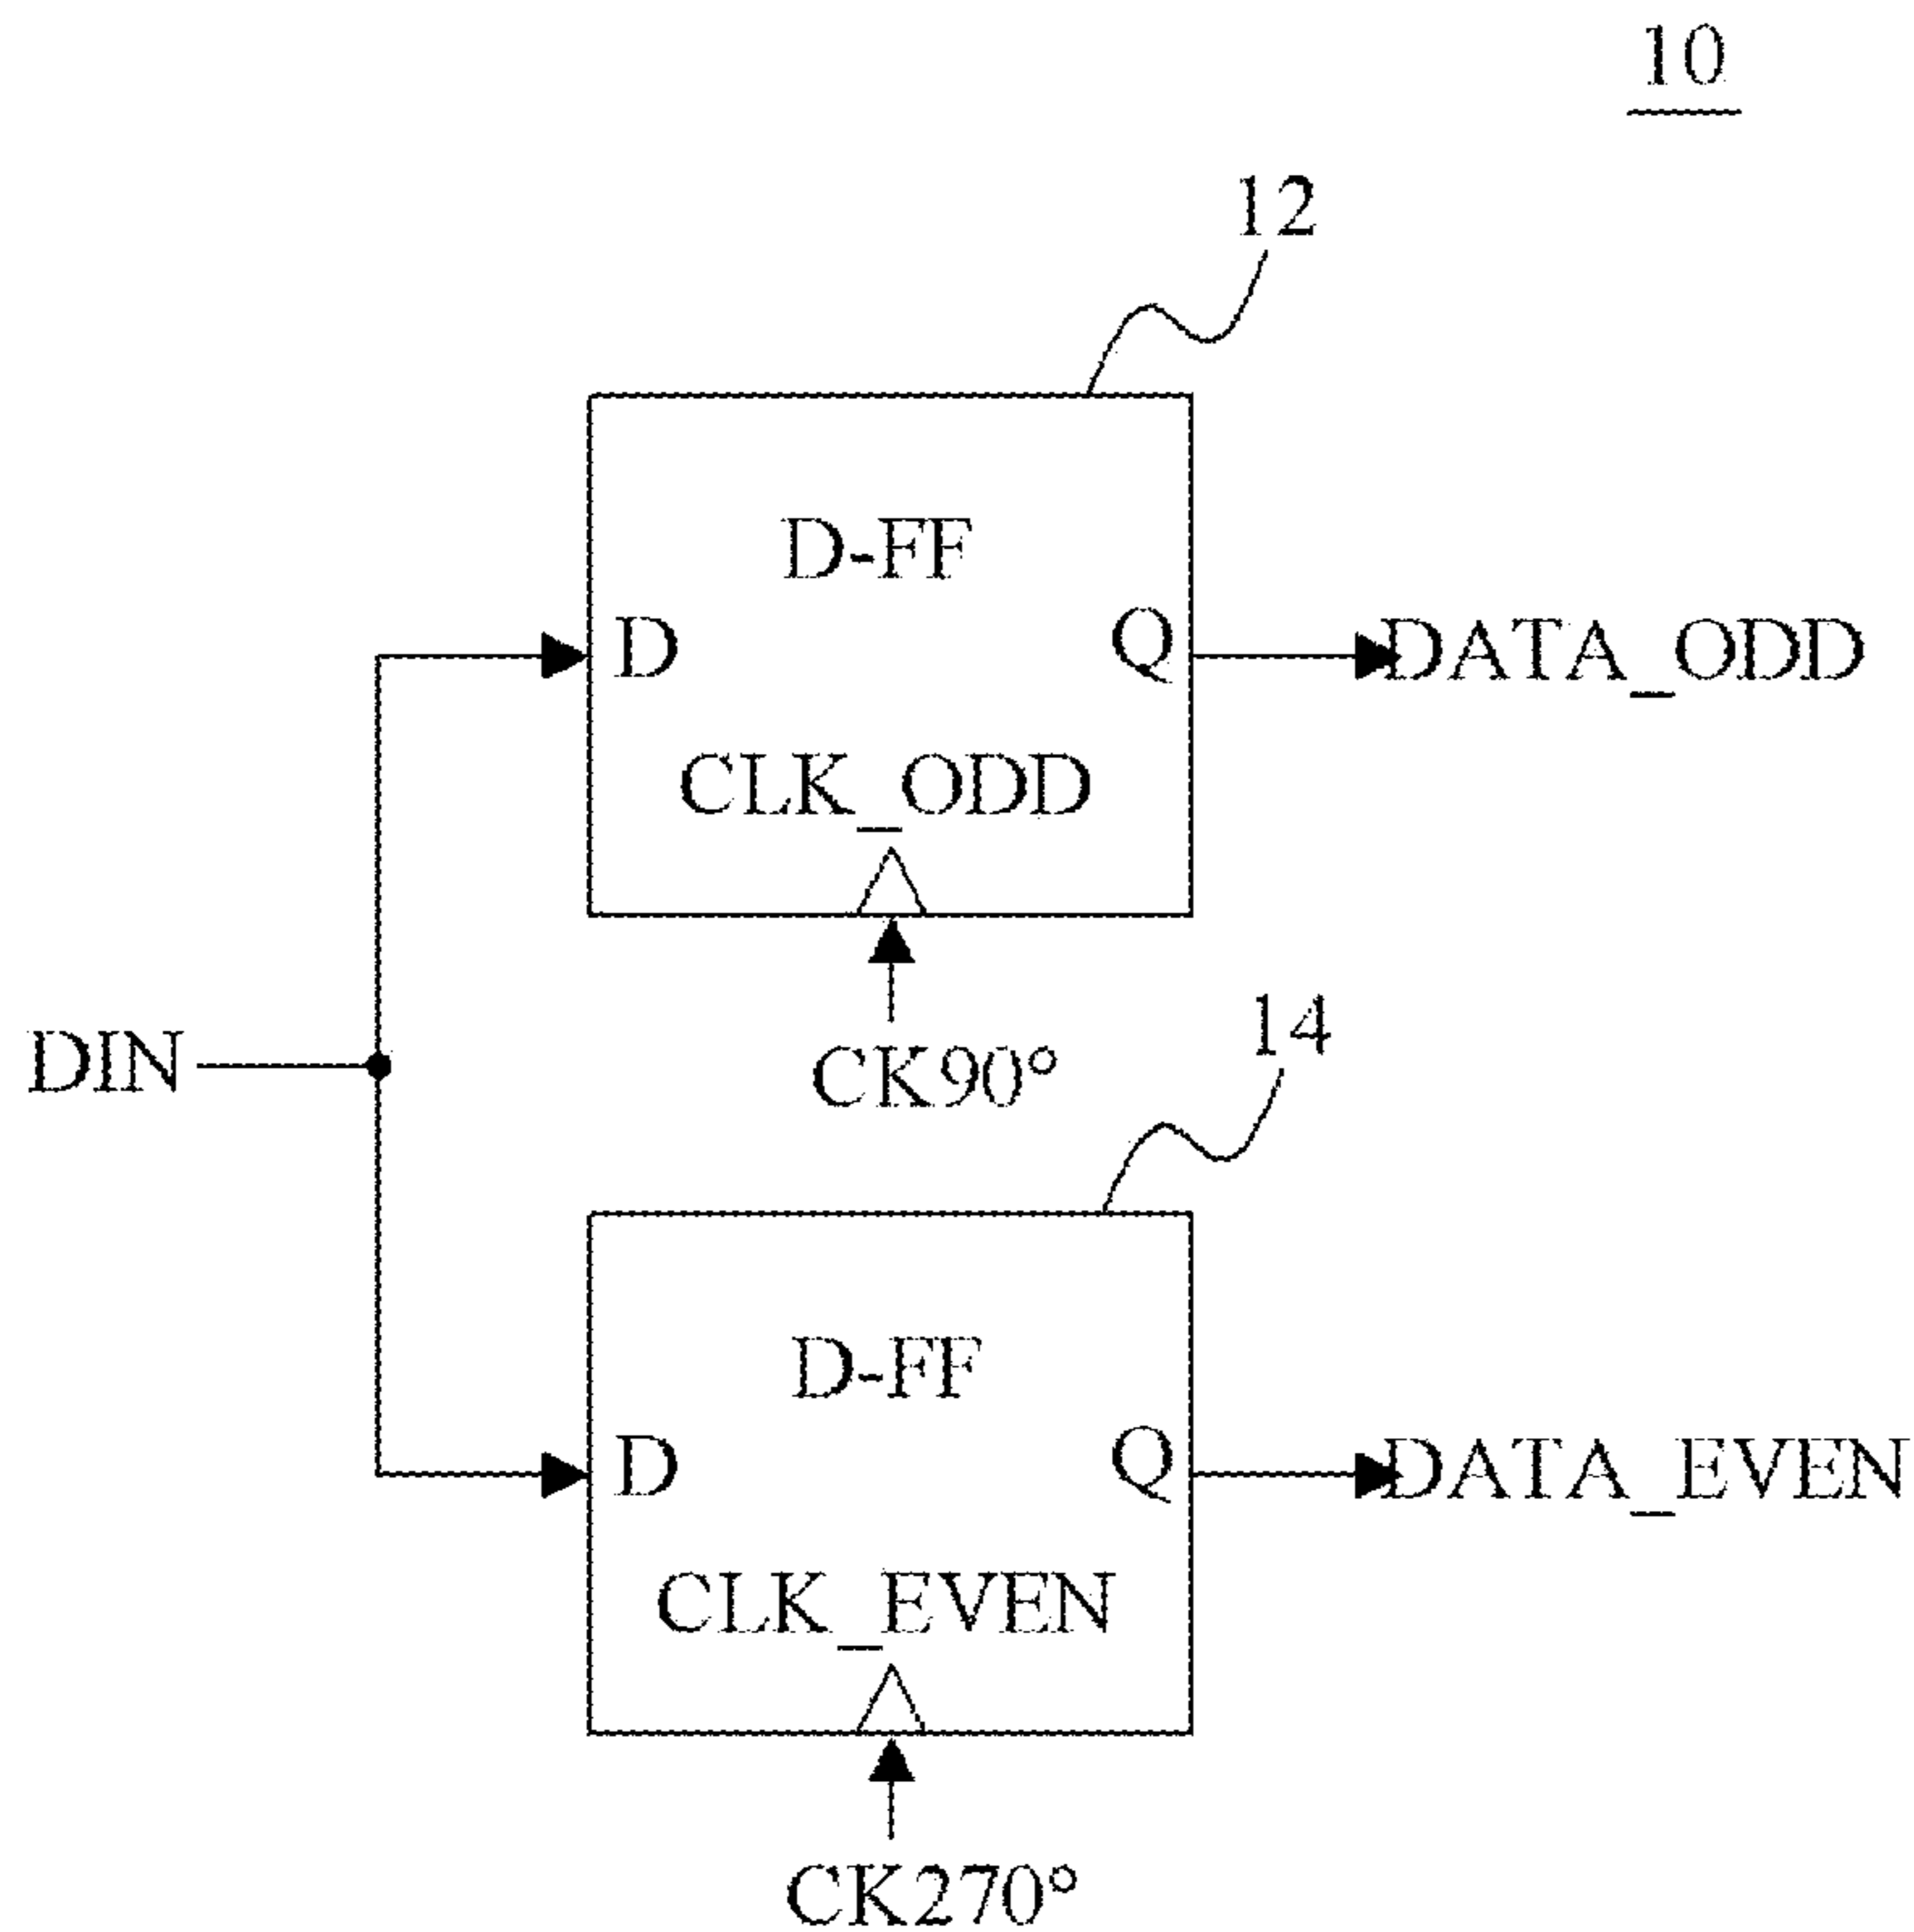 10
12
D-FF
D
Q
DATA_ODD
CLK_ODD
DIN
CK90°
14
D-FF
D
Q
DATA_EVEN
CLK_EVEN
CK270°